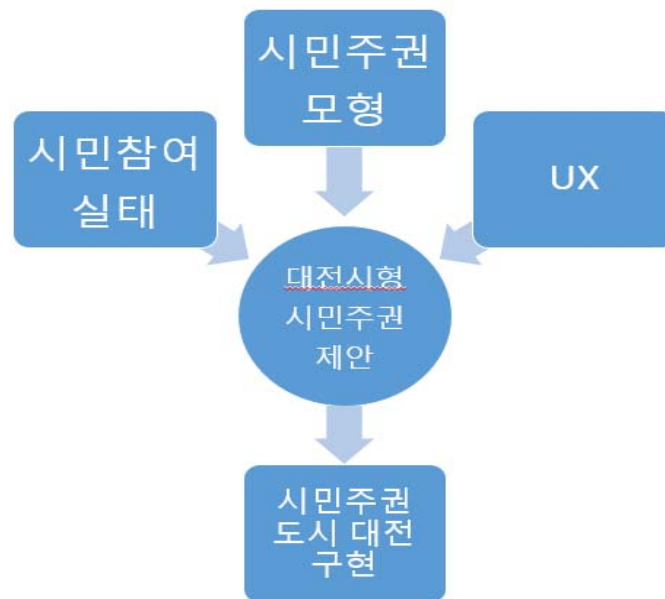 시민주권
모형
시민참여
실태
UX
대전시형
시민주권
제안
시민주권
도시 대전
구현